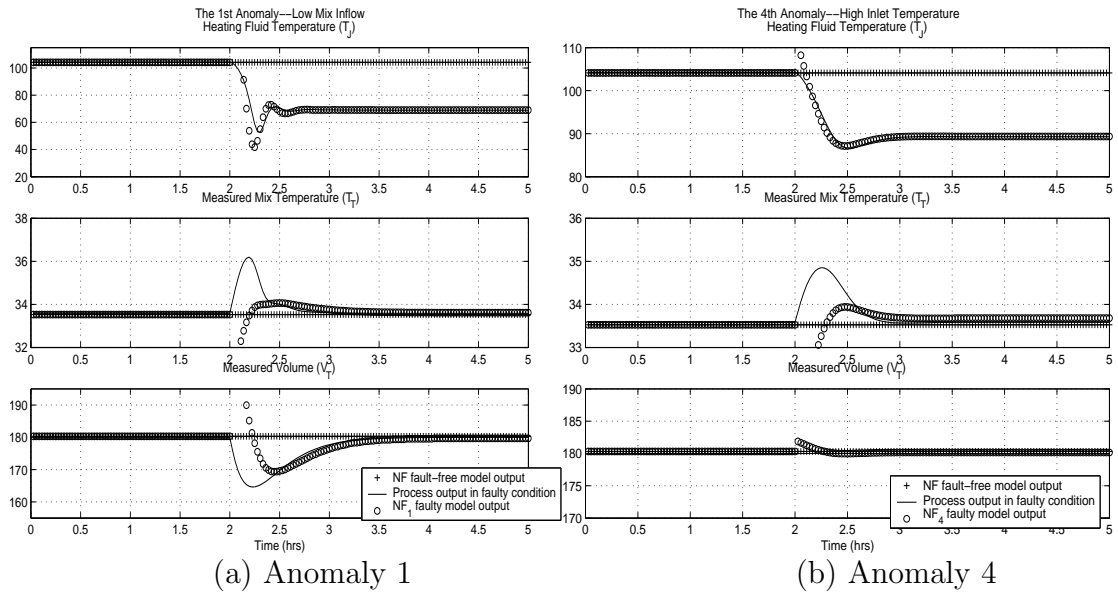 The 1st Anomaly−−Low Mix Inflow
Heating Fluid Temperature (T_J)
100
80
60
40
20
0 0.5 1 1.5 2 2.5 3 3.5 4 4.5 5
Measured Mix Temperature (T_T)
38
36
34
32
0 0.5 1 1.5 2 2.5 3 3.5 4 4.5 5
Measured Volume (V_T)
190
180
170
160
0 0.5 1 1.5 2 2.5 3 3.5 4 4.5 5
Time (hrs)
NF fault−free model output
Process output in faulty condition
NF_1 faulty model output
(a) Anomaly 1
The 4th Anomaly−−High Inlet Temperature
Heating Fluid Temperature (T_J)
110
100
90
80
0 0.5 1 1.5 2 2.5 3 3.5 4 4.5 5
Measured Mix Temperature (T_T)
36
35
34
33
0 0.5 1 1.5 2 2.5 3 3.5 4 4.5 5
Measured Volume (V_T)
190
185
180
175
170
0 0.5 1 1.5 2 2.5 3 3.5 4 4.5 5
Time (hrs)
NF fault−free model output
Process output in faulty condition
NF_4 faulty model output
(b) Anomaly 4